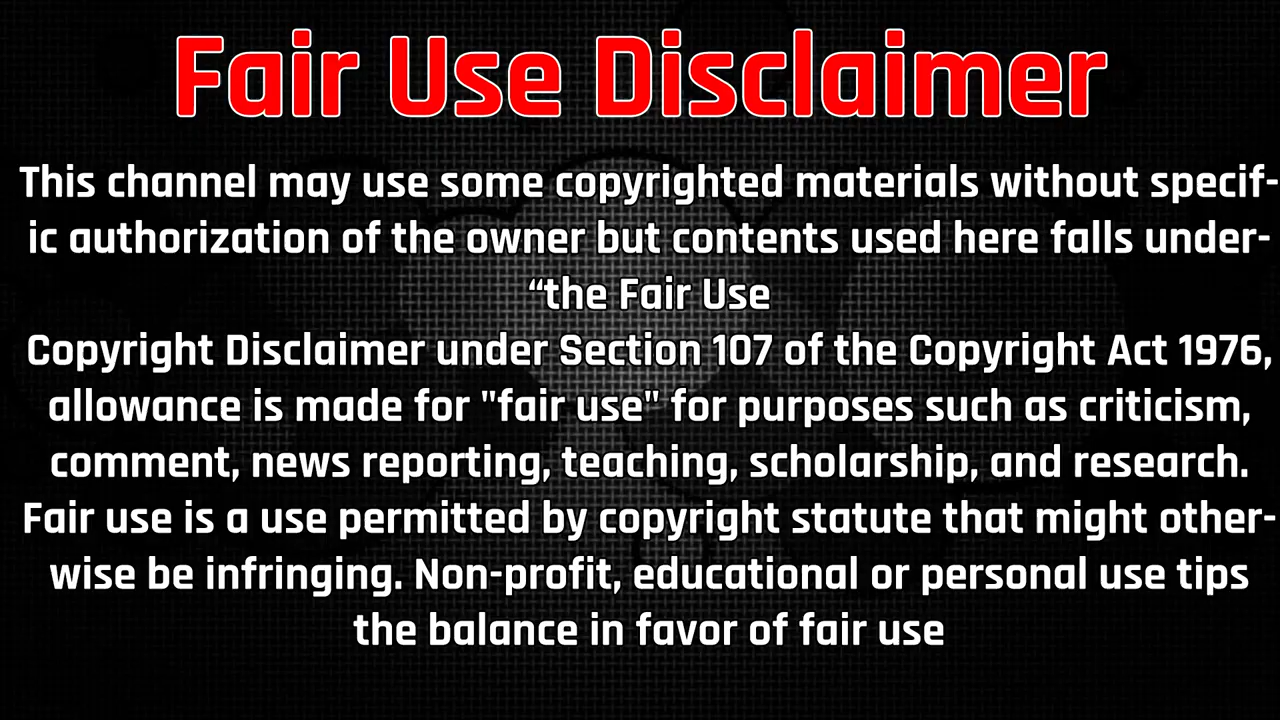 Fair Use Disclaimer
This channel may use some copyrighted materials without specif-
ic authorization of the owner but contents used here falls under-
“the Fair Use
Copyright Disclaimer under Section 107 of the Copyright Act 1976,
allowance is made for "fair use" for purposes such as criticism,
comment, news reporting, teaching, scholarship, and research.
Fair use is a use permitted by copyright statute that might other-
wise be infringing. Non-profit, educational or personal use tips
the balance in favor of fair use